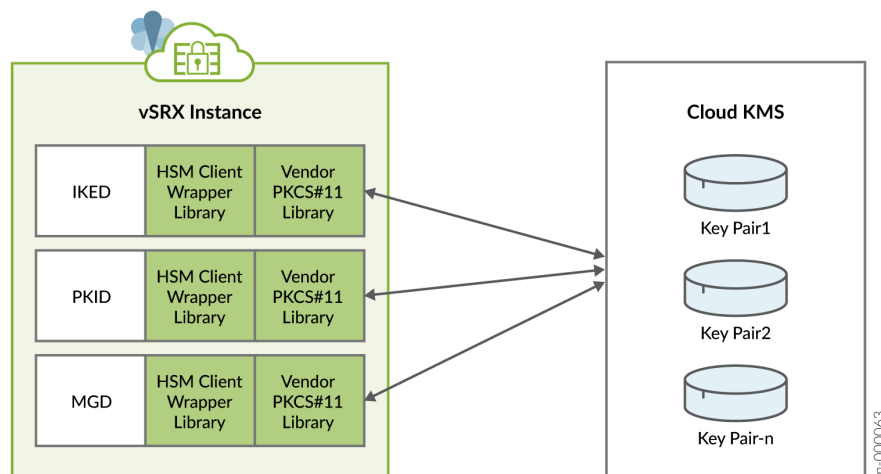 vSRX Instance
IKED
HSM Client
Wrapper
Library
Vendor
PKCS#11
Library
PKID
HSM Client
Wrapper
Library
Vendor
PKCS#11
Library
MGD
HSM Client
Wrapper
Library
Vendor
PKCS#11
Library
Cloud KMS
Key Pair1
Key Pair2
Key Pair-n